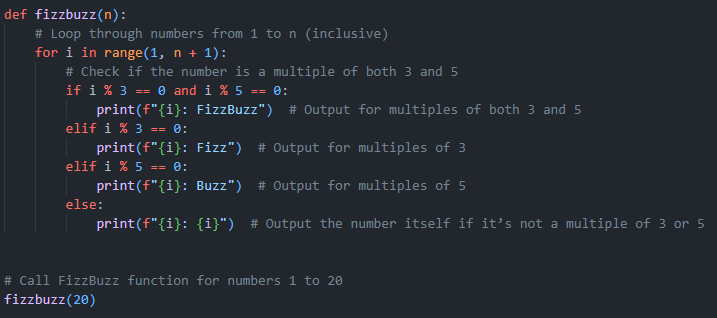 def fizzbuzz(n):
    # Loop through numbers from 1 to n (inclusive)
    for i in range(1, n + 1):
        # Check if the number is a multiple of both 3 and 5
        if i % 3 == 0 and i % 5 == 0:
            print(f"{i}: FizzBuzz")  # Output for multiples of both 3 and 5
        elif i % 3 == 0:
            print(f"{i}: Fizz")  # Output for multiples of 3
        elif i % 5 == 0:
            print(f"{i}: Buzz")  # Output for multiples of 5
        else:
            print(f"{i}: {i}")  # Output the number itself if it’s not a multiple of 3 or 5
# Call FizzBuzz function for numbers 1 to 20
fizzbuzz(20)